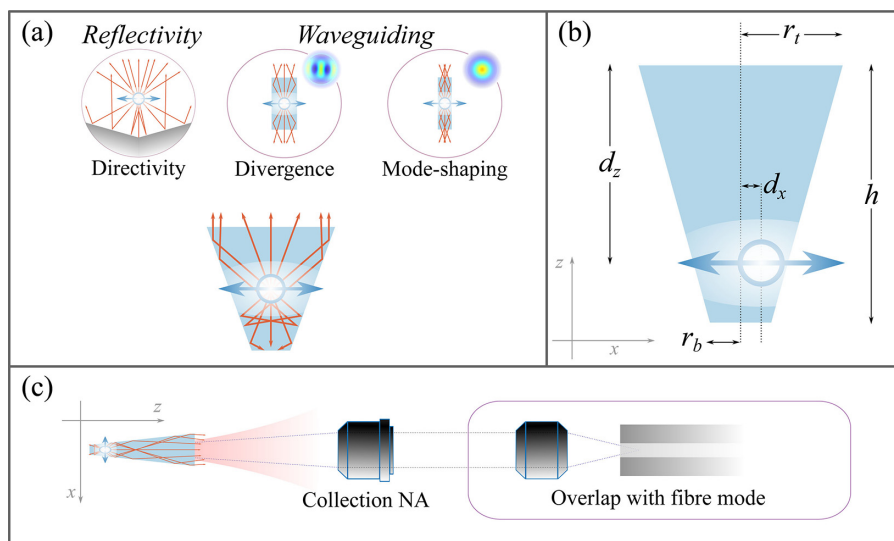 (a)
Reflectivity
Waveguiding
Directivity
Divergence
Mode-shaping
(b)
r_t
d_z
d_x
h
z
x
r_b
(c)
z
x
Collection NA
Overlap with fibre mode